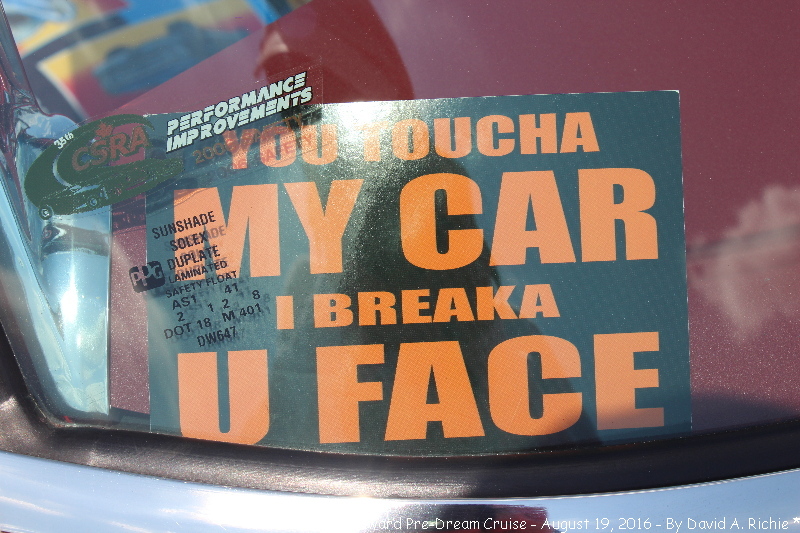 PERFORMANCE
IMPROVEMENTS
35th
CSRA
YOU TOUCHA
MY CAR
I BREAKA
U FACE
SUNSHADE
SOLEX
DUPLATE
PPG
LAMINATED
SAFETY FLOAT
AS1 41
2 1 2 8
DOT 18 M 401
DW647
yard Pre-Dream Cruise - August 19, 2016 - By David A. Richie *